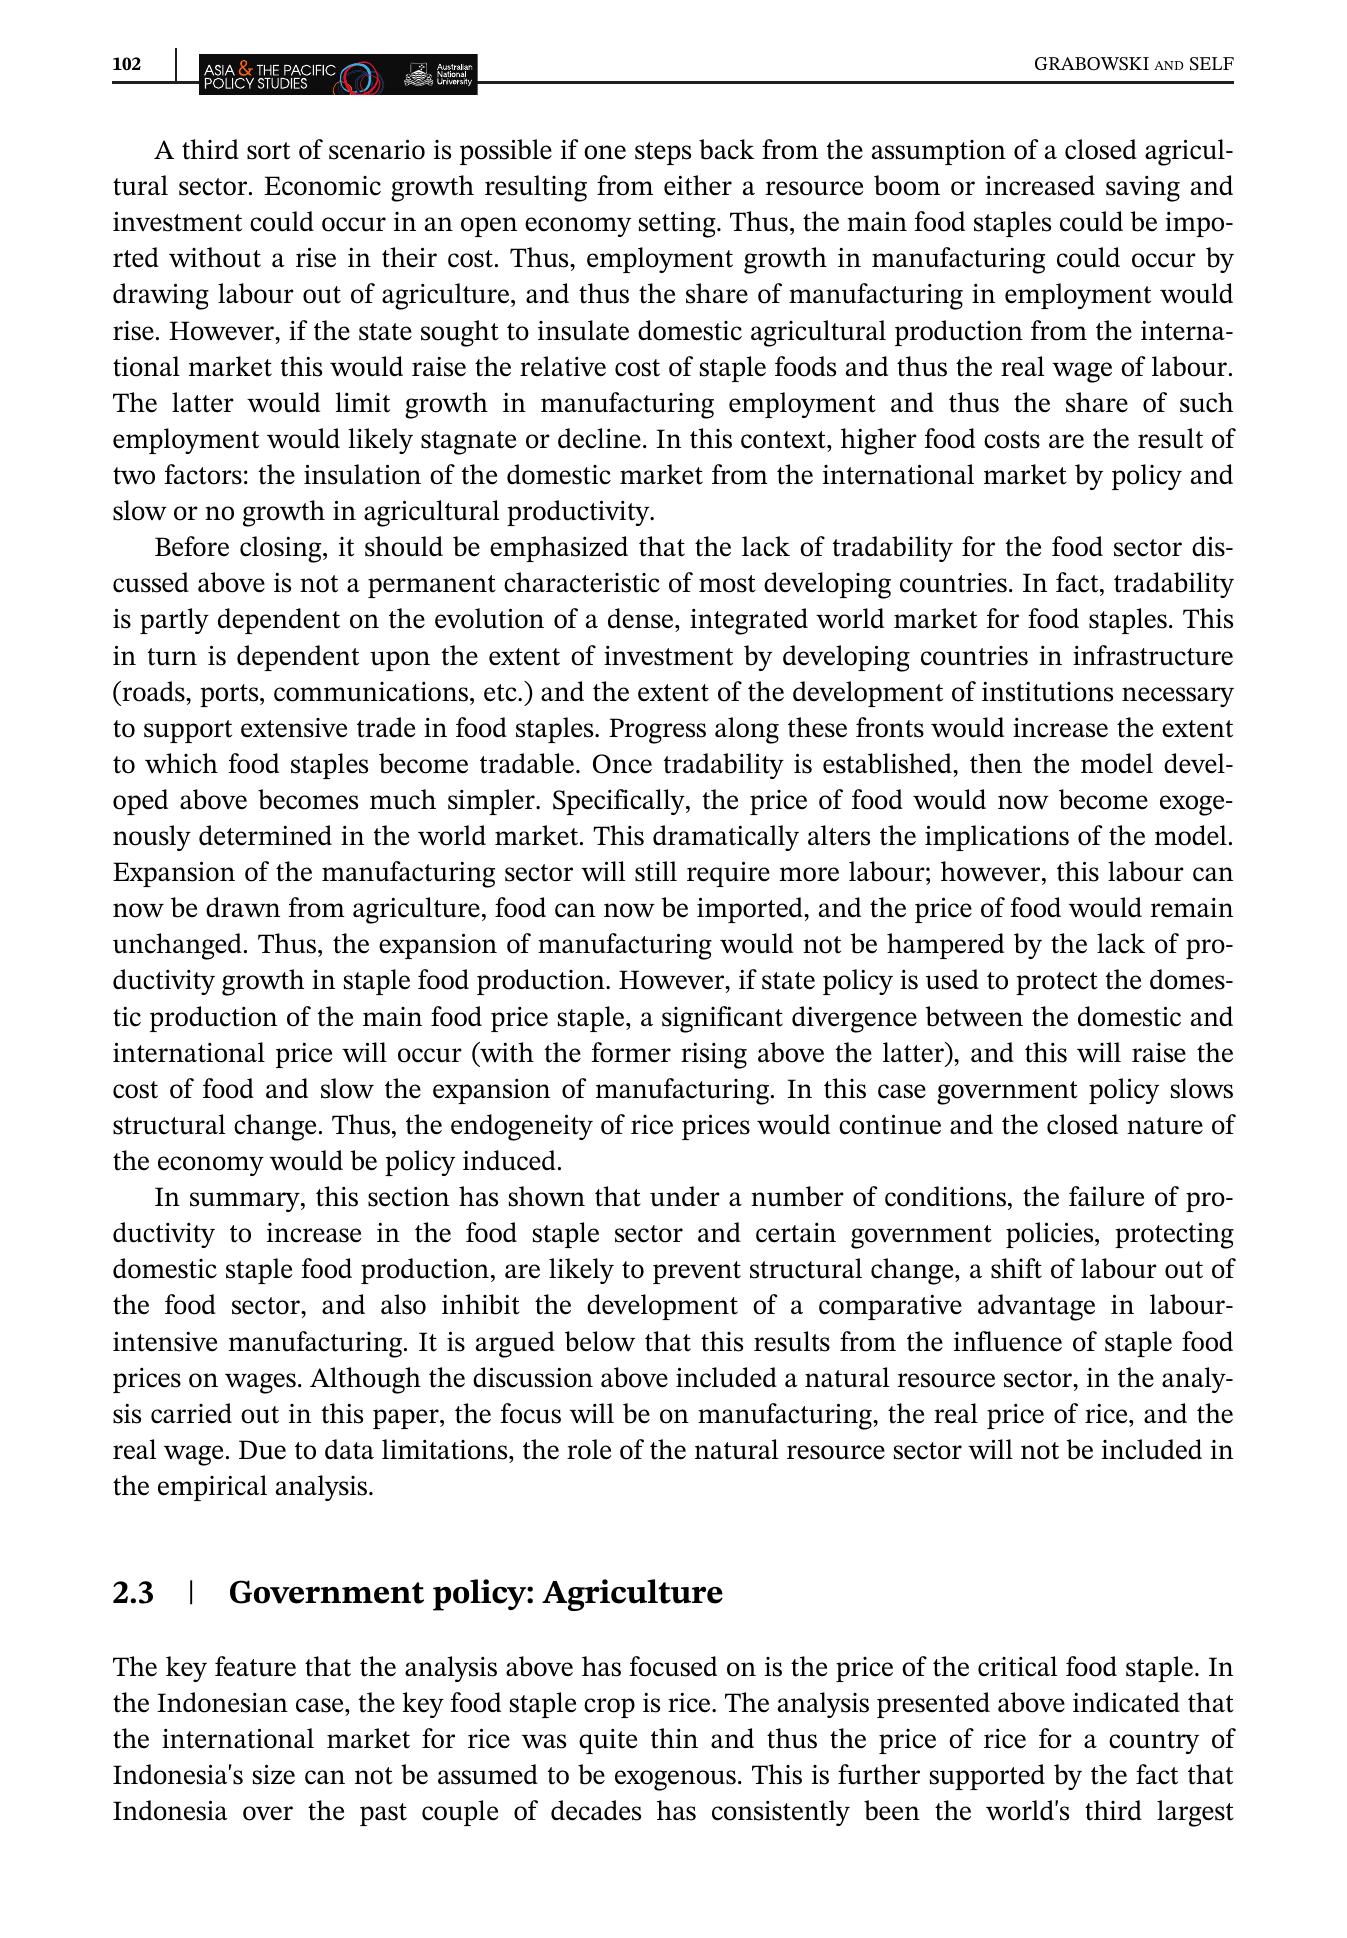 102
ASIA & THE PACIFIC
POLICY STUDIES
Australian
National
University
GRABOWSKI AND SELF
A third sort of scenario is possible if one steps back from the assumption of a closed agricul-
tural sector. Economic growth resulting from either a resource boom or increased saving and
investment could occur in an open economy setting. Thus, the main food staples could be impo-
rted without a rise in their cost. Thus, employment growth in manufacturing could occur by
drawing labour out of agriculture, and thus the share of manufacturing in employment would
rise. However, if the state sought to insulate domestic agricultural production from the interna-
tional market this would raise the relative cost of staple foods and thus the real wage of labour.
The latter would limit growth in manufacturing employment and thus the share of such
employment would likely stagnate or decline. In this context, higher food costs are the result of
two factors: the insulation of the domestic market from the international market by policy and
slow or no growth in agricultural productivity.
Before closing, it should be emphasized that the lack of tradability for the food sector dis-
cussed above is not a permanent characteristic of most developing countries. In fact, tradability
is partly dependent on the evolution of a dense, integrated world market for food staples. This
in turn is dependent upon the extent of investment by developing countries in infrastructure
(roads, ports, communications, etc.) and the extent of the development of institutions necessary
to support extensive trade in food staples. Progress along these fronts would increase the extent
to which food staples become tradable. Once tradability is established, then the model devel-
oped above becomes much simpler. Specifically, the price of food would now become exoge-
nously determined in the world market. This dramatically alters the implications of the model.
Expansion of the manufacturing sector will still require more labour; however, this labour can
now be drawn from agriculture, food can now be imported, and the price of food would remain
unchanged. Thus, the expansion of manufacturing would not be hampered by the lack of pro-
ductivity growth in staple food production. However, if state policy is used to protect the domes-
tic production of the main food price staple, a significant divergence between the domestic and
international price will occur (with the former rising above the latter), and this will raise the
cost of food and slow the expansion of manufacturing. In this case government policy slows
structural change. Thus, the endogeneity of rice prices would continue and the closed nature of
the economy would be policy induced.
In summary, this section has shown that under a number of conditions, the failure of pro-
ductivity to increase in the food staple sector and certain government policies, protecting
domestic staple food production, are likely to prevent structural change, a shift of labour out of
the food sector, and also inhibit the development of a comparative advantage in labour-
intensive manufacturing. It is argued below that this results from the influence of staple food
prices on wages. Although the discussion above included a natural resource sector, in the analy-
sis carried out in this paper, the focus will be on manufacturing, the real price of rice, and the
real wage. Due to data limitations, the role of the natural resource sector will not be included in
the empirical analysis.
2.3 | Government policy: Agriculture
The key feature that the analysis above has focused on is the price of the critical food staple. In
the Indonesian case, the key food staple crop is rice. The analysis presented above indicated that
the international market for rice was quite thin and thus the price of rice for a country of
Indonesia's size can not be assumed to be exogenous. This is further supported by the fact that
Indonesia over the past couple of decades has consistently been the world's third largest